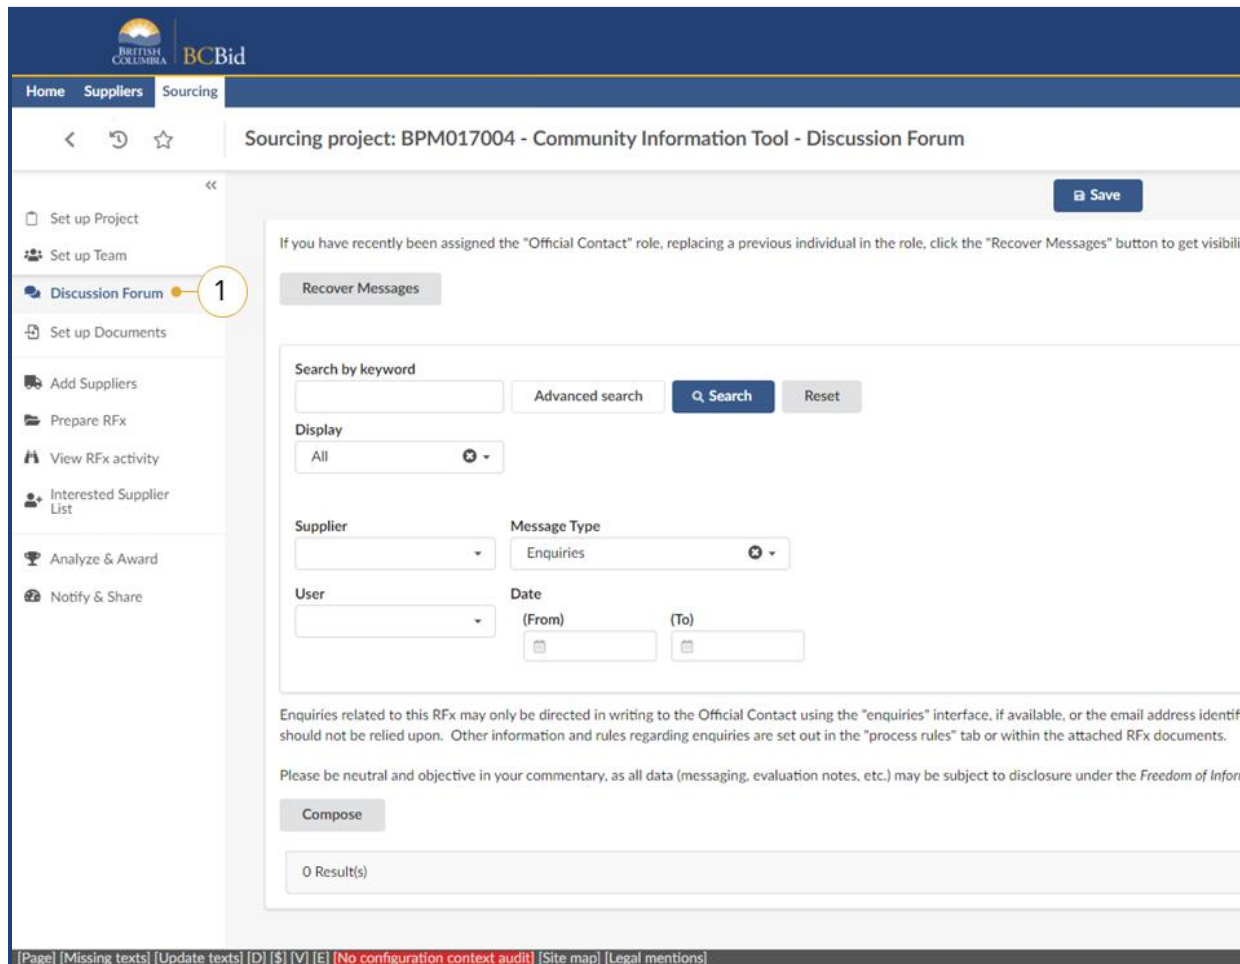 BRITISH
COLUMBIA
BCBid
Home Suppliers Sourcing
Sourcing project: BPM017004 - Community Information Tool - Discussion Forum
Save
Set up Project
Set up Team
Discussion Forum
1
Set up Documents
Add Suppliers
Prepare RFx
View RFx activity
Interested Supplier
List
Analyze & Award
Notify & Share
If you have recently been assigned the "Official Contact" role, replacing a previous individual in the role, click the "Recover Messages" button to get visibili
Recover Messages
Search by keyword
Advanced search Search Reset
Display
All
Supplier Message Type
Enquiries
User Date
(From) (To)
Enquiries related to this RFx may only be directed in writing to the Official Contact using the "enquiries" interface, if available, or the email address identif
should not be relied upon. Other information and rules regarding enquiries are set out in the "process rules" tab or within the attached RFx documents.
Please be neutral and objective in your commentary, as all data (messaging, evaluation notes, etc.) may be subject to disclosure under the Freedom of Infor
Compose
0 Result(s)
[Page] [Missing texts] [Update texts] [D] [$] [V] [E] [No configuration context audit] [Site map] [Legal mentions]